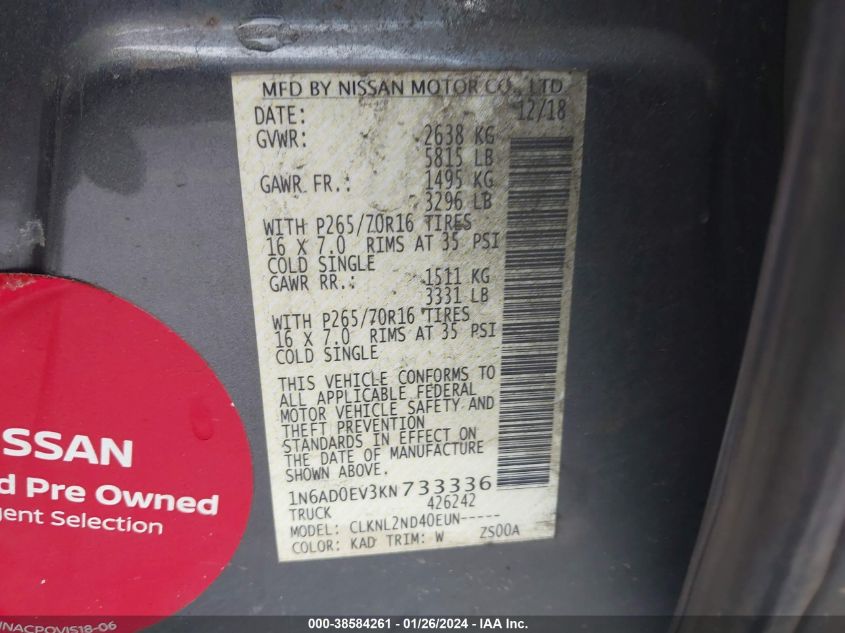 MFD BY NISSAN MOTOR CO., LTD
DATE: 12/18
GVWR: 2638 KG
5815 LB
GAWR FR.: 1495 KG
3296 LB
WITH P265/70R16 TIRES
16 X 7.0 RIMS AT 35 PSI
COLD SINGLE
GAWR RR.: 1511 KG
3331 LB
WITH P265/70R16 TIRES
16 X 7.0 RIMS AT 35 PSI
COLD SINGLE
THIS VEHICLE CONFORMS TO
ALL APPLICABLE FEDERAL
MOTOR VEHICLE SAFETY AND
THEFT PREVENTION
STANDARDS IN EFFECT ON
THE DATE OF MANUFACTURE
SHOWN ABOVE.
1N6AD0EV3KN733336
TRUCK 426242
MODEL: CLKNL2ND40EUN-----
COLOR: KAD TRIM: W ZS00A
ISSAN
d Pre Owned
gent Selection
NACPOVIS18-06
000-38584261 - 01/26/2024 - IAA Inc.